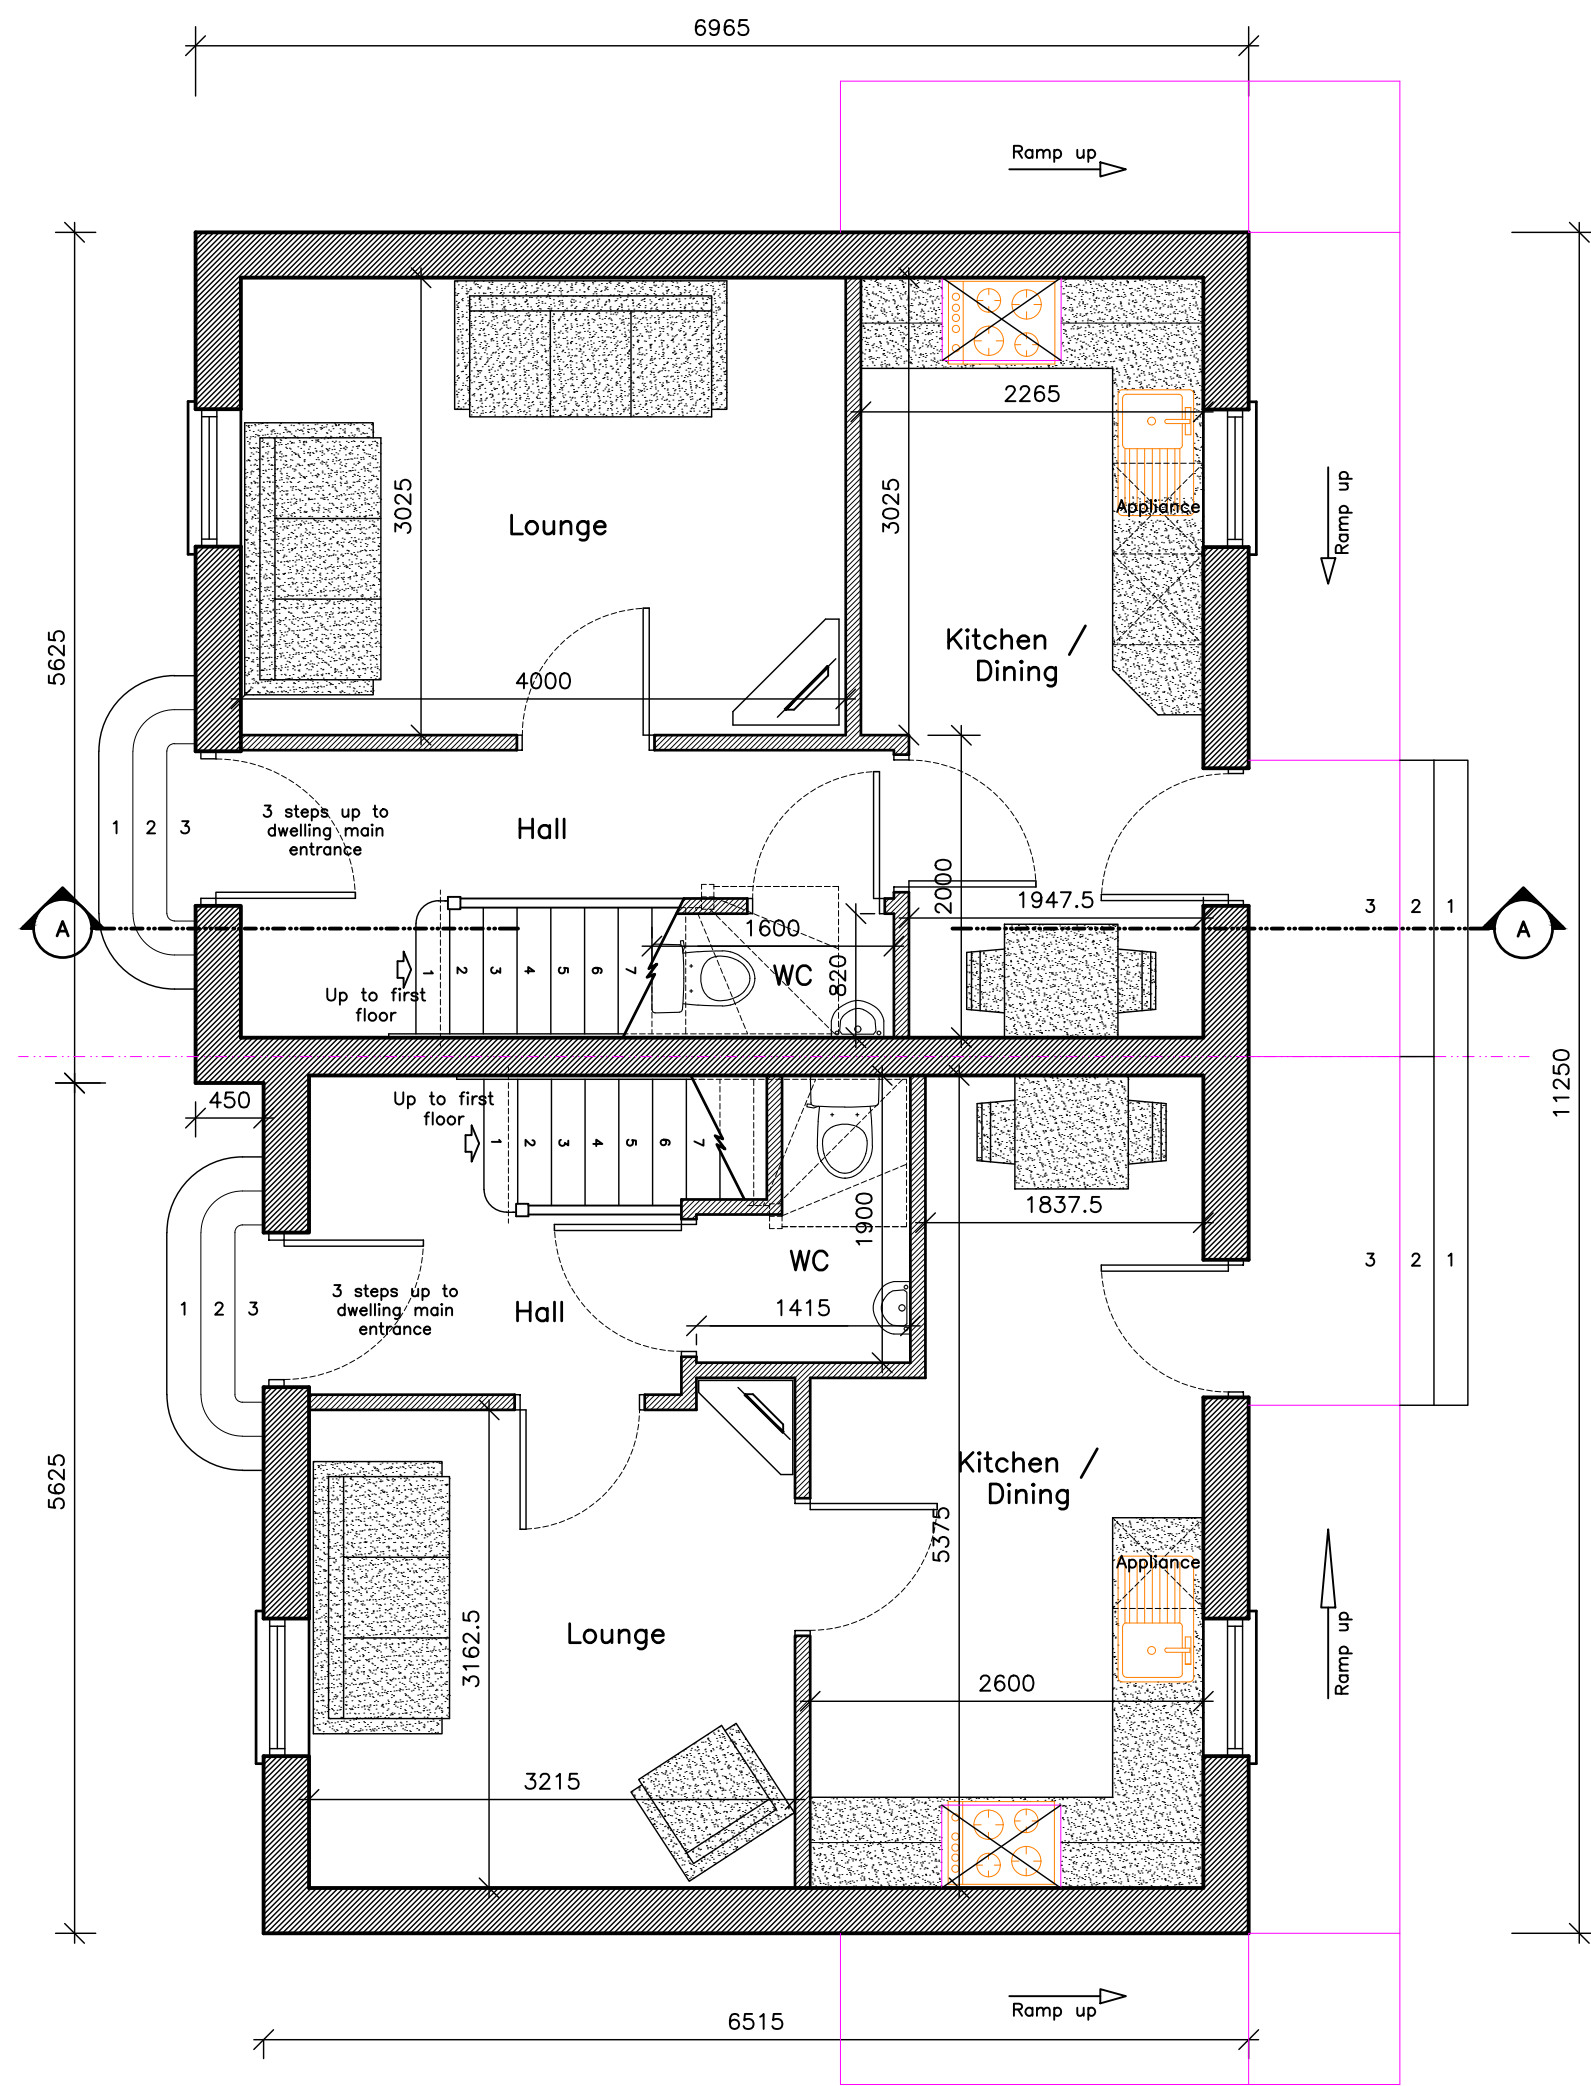 6965
Ramp up
2265
Appliance
Ramp up
3025
3025
Lounge
Kitchen /
Dining
5625
4000
3 steps up to
dwelling main
entrance
1 2 3
Hall
2000
1947.5
3 2 1
A
A
1600
WC
820
1 2 3 4 5 6 7
Up to first
floor
450
Up to first
floor
1 2 3 4 5 6 7
11250
1837.5
1900
WC
3 2 1
3 steps up to
dwelling main
entrance
1 2 3
Hall
1415
5625
Kitchen /
Dining
5375
Appliance
3162.5
Lounge
Ramp up
2600
3215
Ramp up
6515